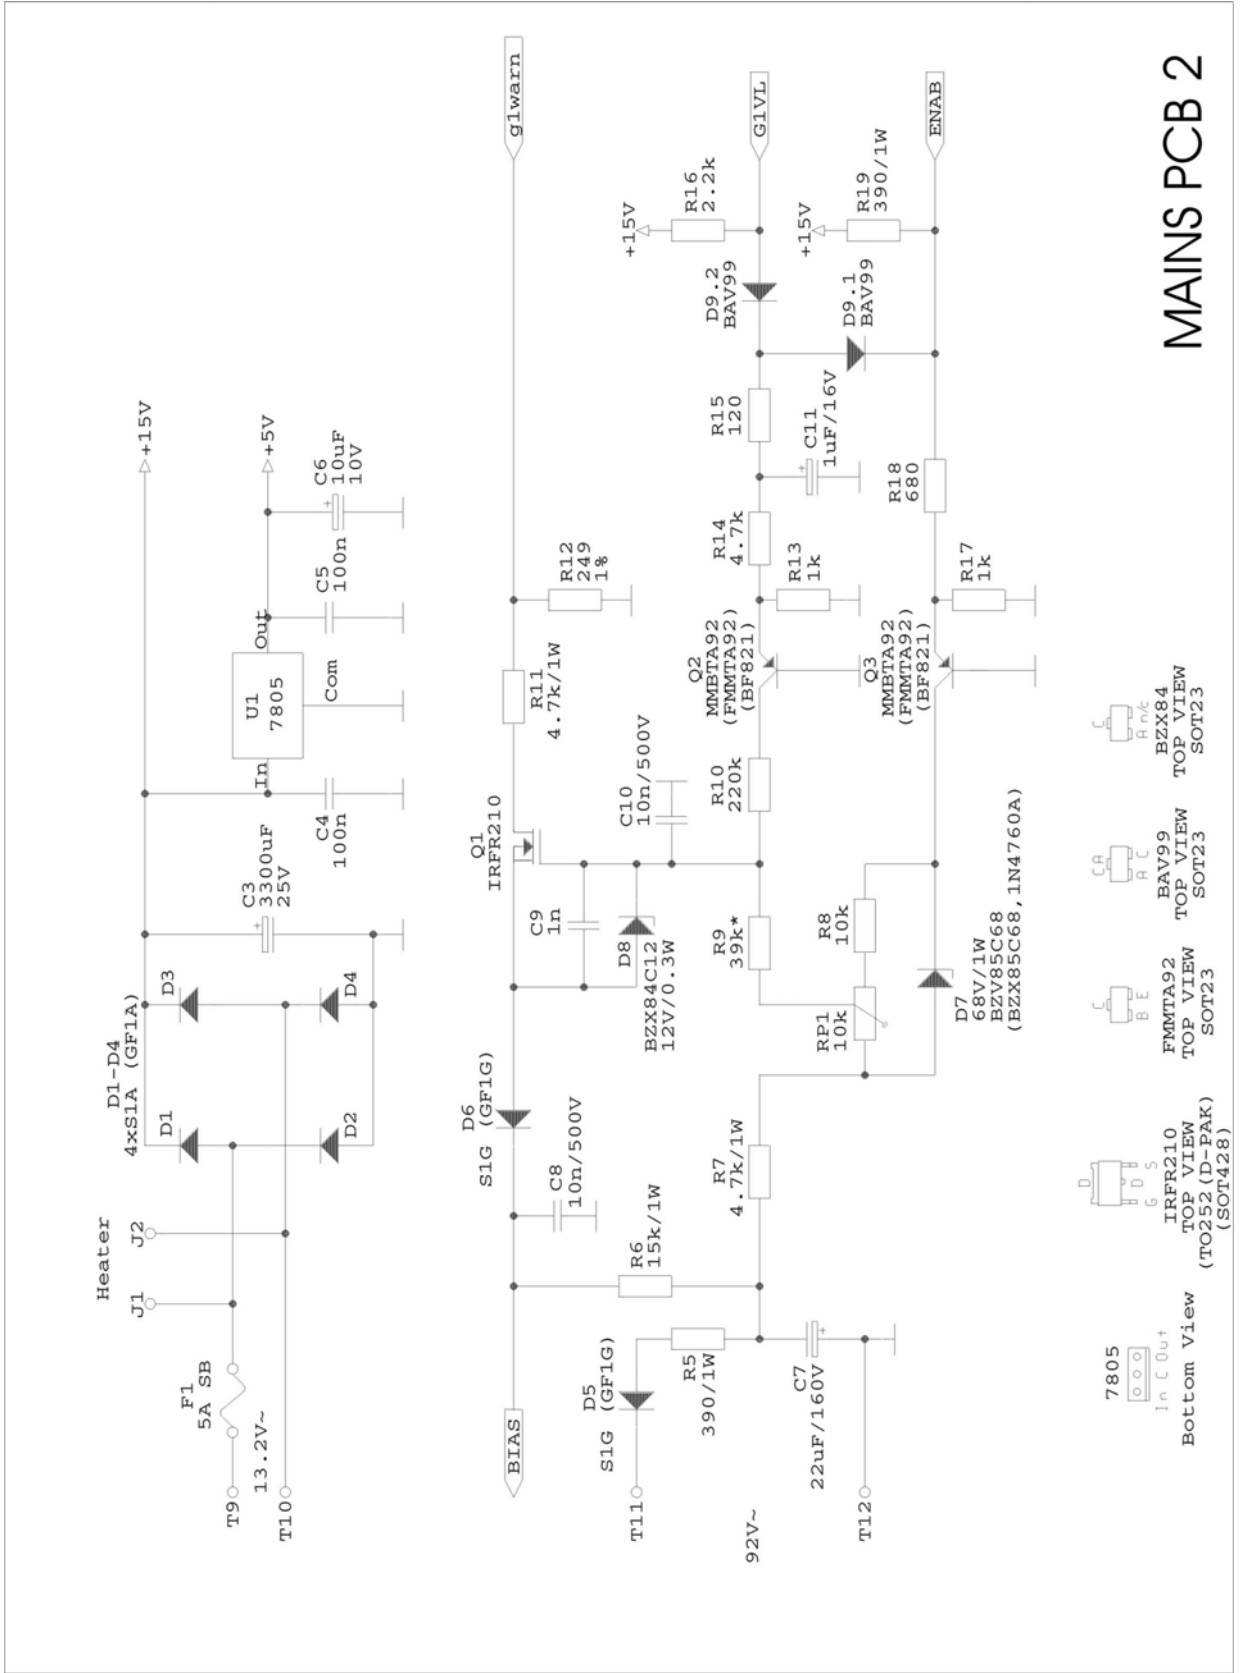 MAINS PCB 2
Heater
J1
J2
F1
5A SB
T9
13.2V~
T10
D1-D4
4xS1A (GF1A)
D1
D3
D2
D4
C3
3300uF
25V
C4
100n
U1
7805
In
Out
Com
C5
100n
C6
10uF
10V
+15V
+5V
BIAS
D6
S1G (GF1G)
C8
10n/500V
C9
1n
D8
BZX84C12
12V/0.3W
Q1
IRFR210
C10
10n/500V
R11
4.7k/1W
R12
249
1%
g1warn
T11
D5
S1G (GF1G)
R5
390/1W
R6
15k/1W
92V~
C7
22uF/160V
+
T12
R7
4.7k/1W
RP1
10k
R8
10k
R9
39k*
D7
68V/1W
BZV85C68
(BZX85C68,1N4760A)
R10
220k
Q2
MMBTA92
(FMMTA92)
(BF821)
R13
1k
R14
4.7k
C11
1uF/16V
R15
120
D9.2
BAV99
+15V
R16
2.2k
G1VL
Q3
MMBTA92
(FMMTA92)
(BF821)
R17
1k
R18
680
D9.1
BAV99
+15V
R19
390/1W
ENAB
7805
In C Out
Bottom View
D
G D S
IRFR210
TOP VIEW
TO252(D-PAK)
(SOT428)
C
B E
FMMTA92
TOP VIEW
SOT23
CA
A C
BAV99
TOP VIEW
SOT23
C
A n/c
BZX84
TOP VIEW
SOT23